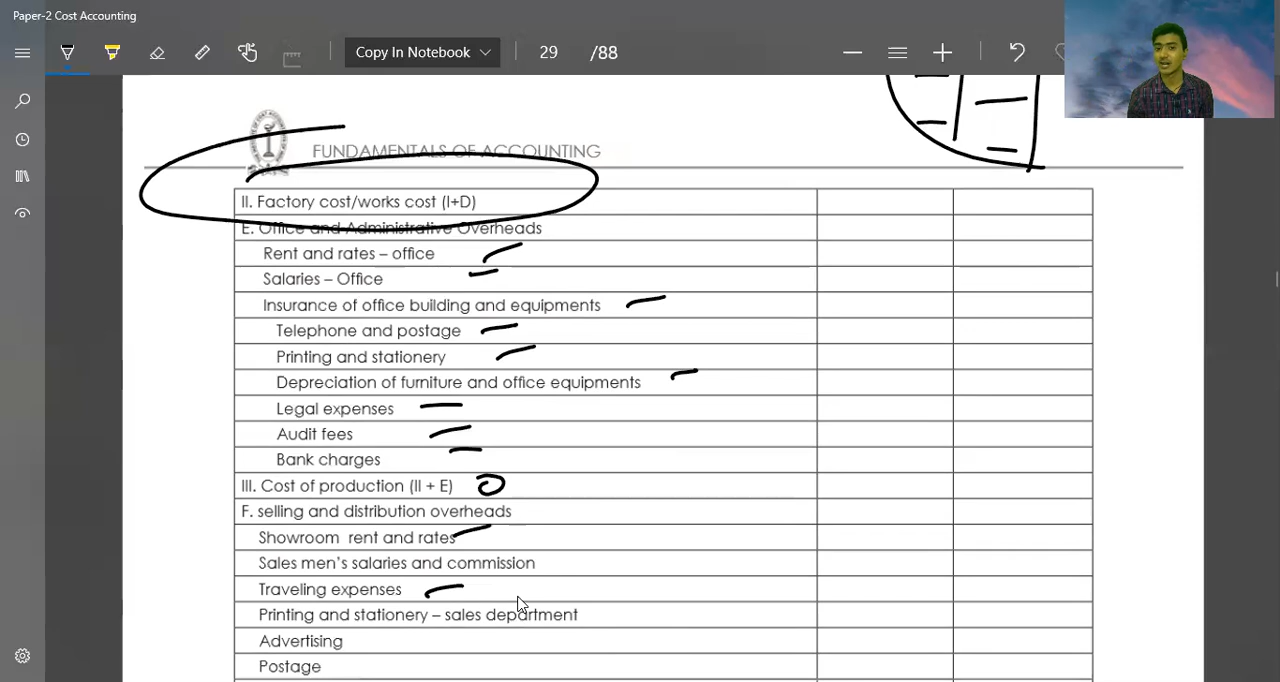 Paper-2 Cost Accounting
Copy In Notebook
29
/88
FUNDAMENTALS OF ACCOUNTING
II. Factory cost/works cost (I+D)
E. Office and Administrative Overheads
Rent and rates – office
Salaries – Office
Insurance of office building and equipments
Telephone and postage
Printing and stationery
Depreciation of furniture and office equipments
Legal expenses
Audit fees
Bank charges
III. Cost of production (II + E)
F. selling and distribution overheads
Showroom rent and rates
Sales men's salaries and commission
Traveling expenses
Printing and stationery – sales department
Advertising
Postage